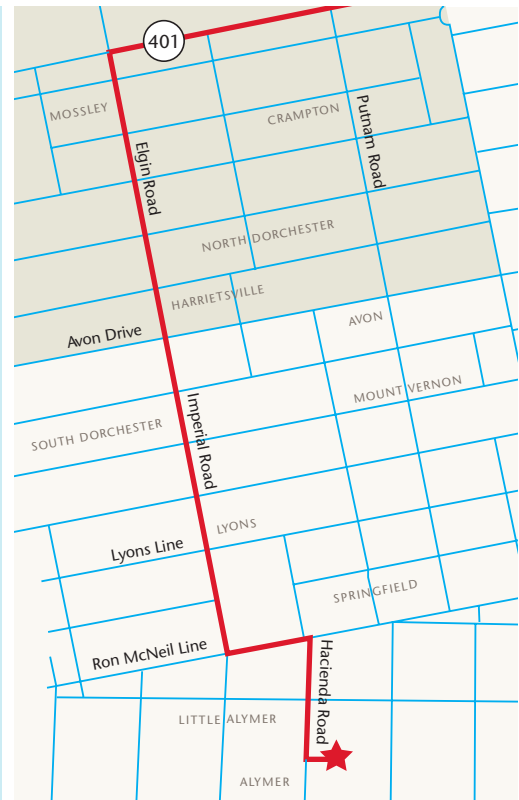 401
MOSSLEY
CRAMPTON
Putnam Road
Elgin Road
NORTH DORCHESTER
HARRIETSVILLE
Avon Drive
AVON
MOUNT VERNON
Imperial Road
SOUTH DORCHESTER
LYONS
Lyons Line
SPRINGFIELD
Ron McNeil Line
Hacienda Road
LITTLE ALYMER
ALYMER